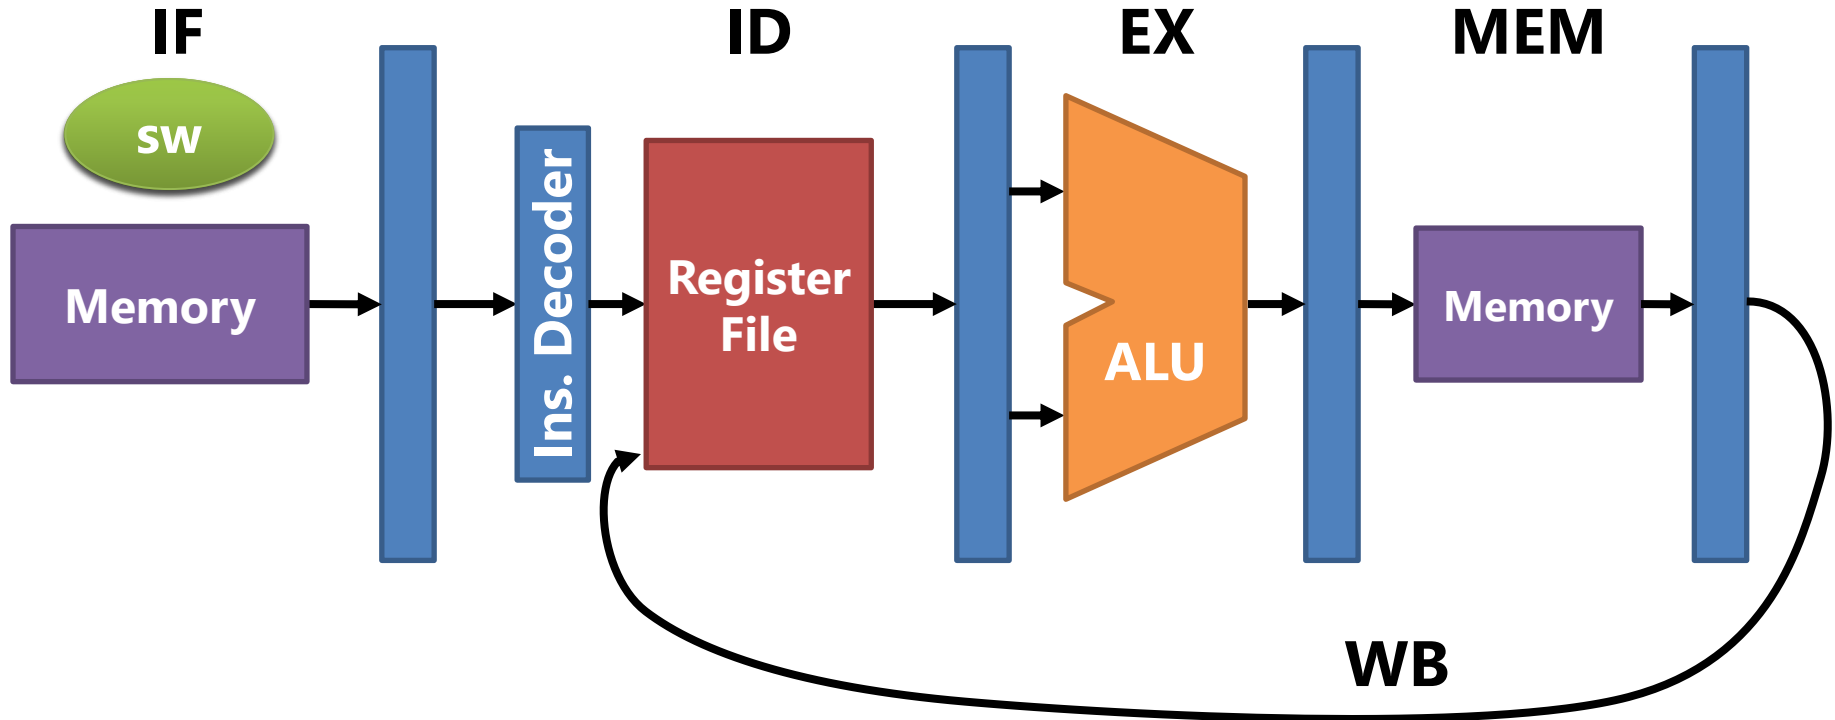 IF
ID
EX
MEM
sw
Memory
Ins. Decoder
Register
File
ALU
Memory
WB